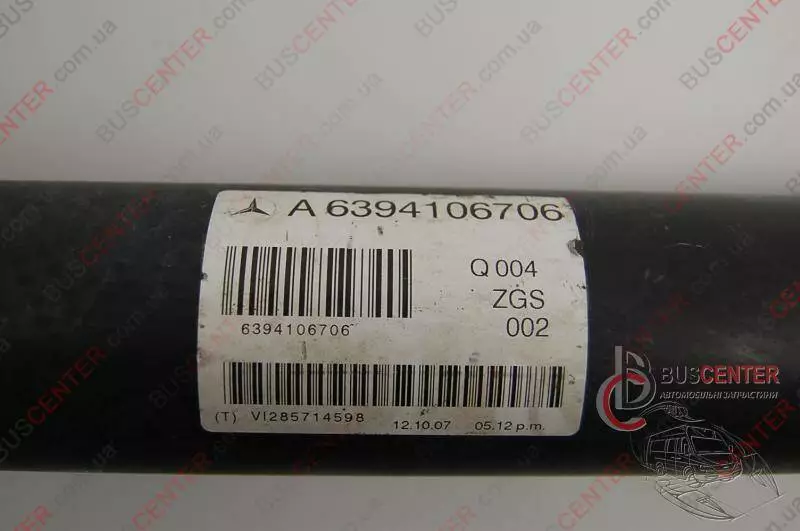 A 6394106706
Q 004
ZGS
002
6394106706
(T) VI285714598 12.10.07 05.12 p.m.
BUSCENTER
АВТОМОБІЛЬНІ ЗАПЧАСТИНИ
BUSCENTER.com.ua